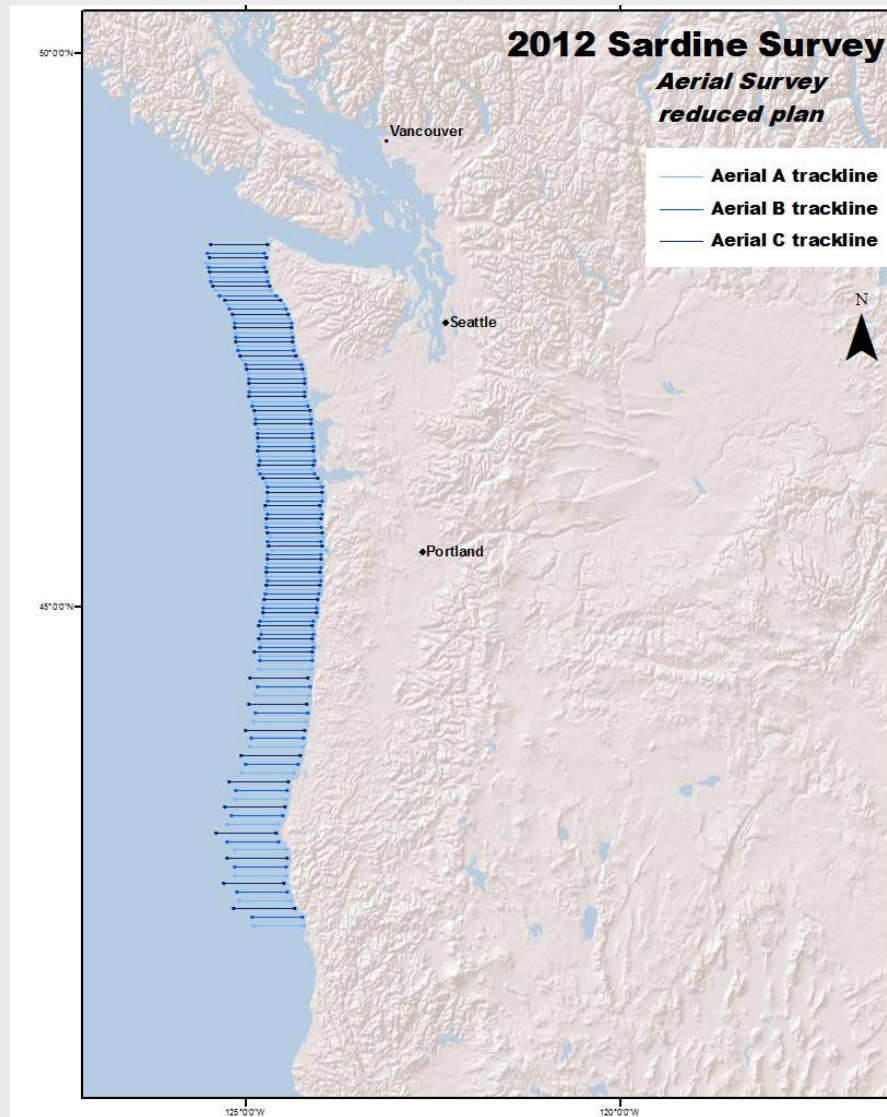 2012 Sardine Survey
Aerial Survey
reduced plan
50°0'0"N
Vancouver
Aerial A trackline
Aerial B trackline
Aerial C trackline
N
Seattle
Portland
45°0'0"N
125°0'0"W
120°0'0"W